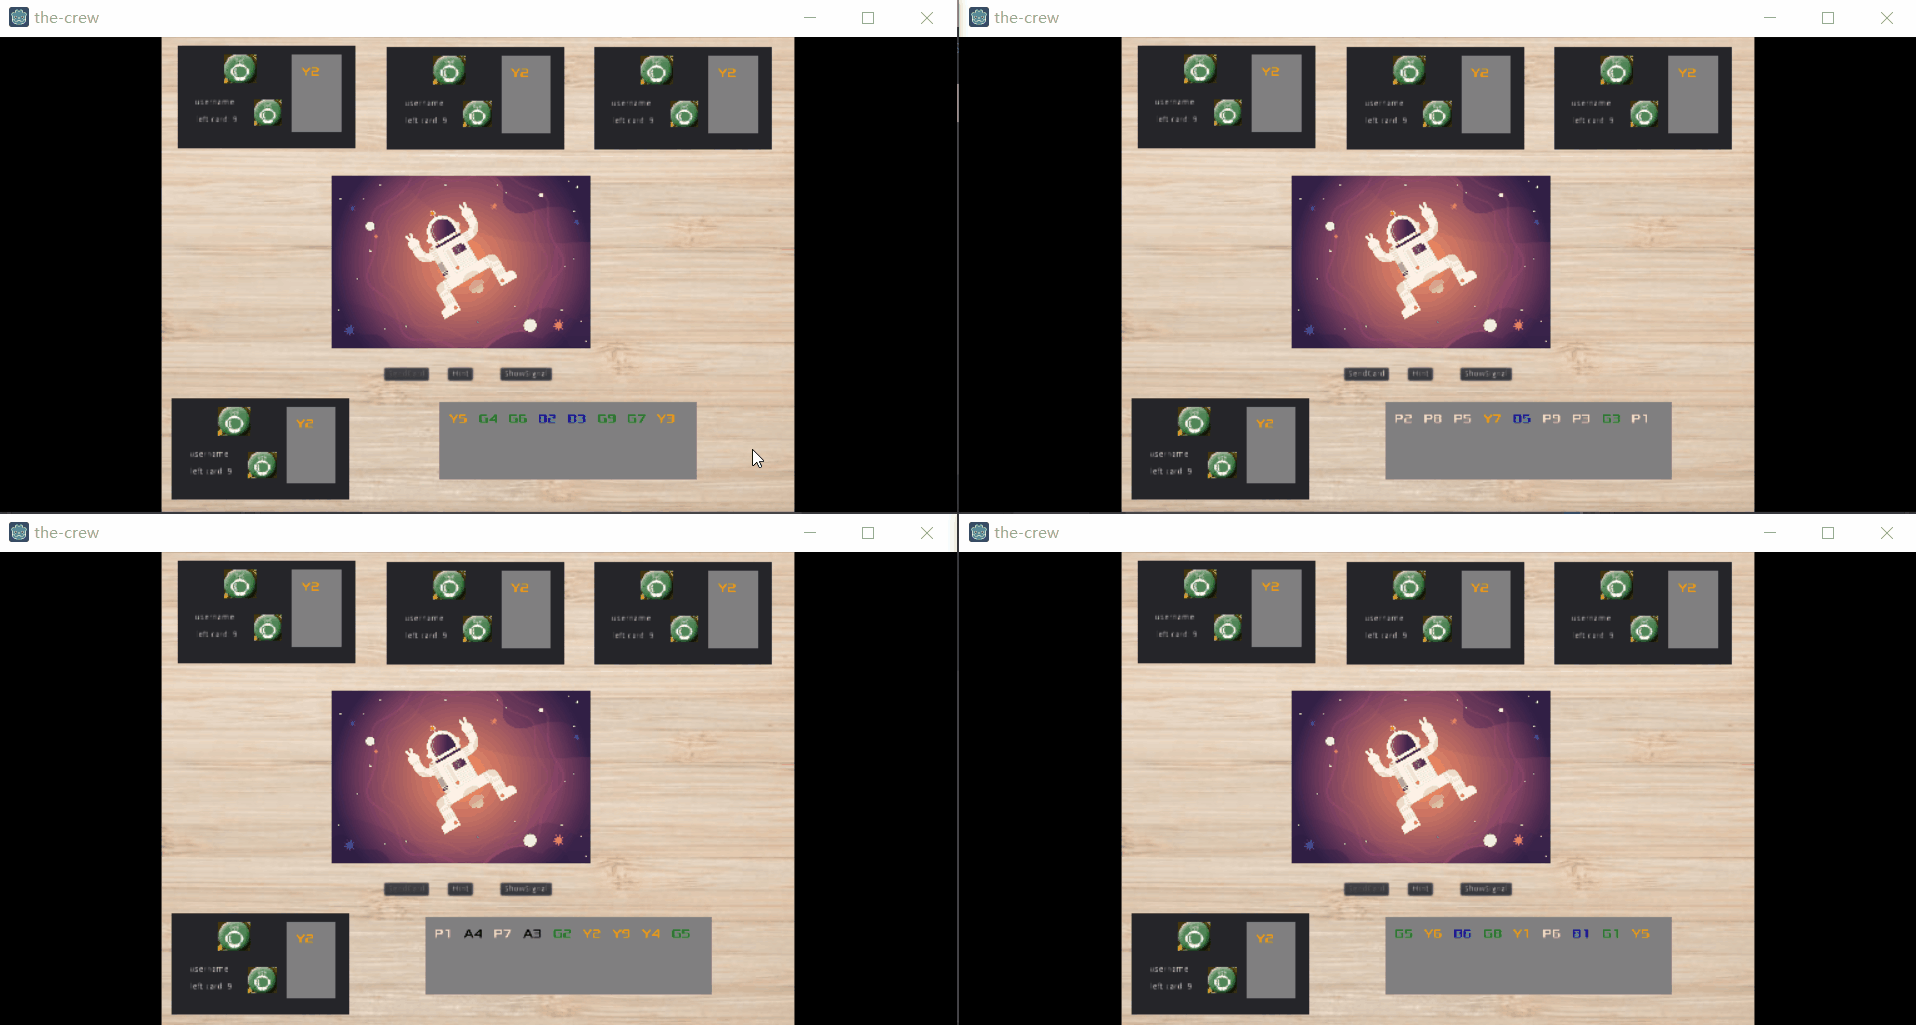 the-crew
Y2
username
left card 9
Y2
username
left card 9
Y2
username
left card 9
SendCard Hint ShowSignal
Y2
username
left card 9
Y5 G4 G6 B2 B3 G9 G7 Y3
the-crew
Y2
username
left card 9
Y2
username
left card 9
Y2
username
left card 9
SendCard Hint ShowSignal
Y2
username
left card 9
P2 P8 P5 Y7 B5 P9 P3 G3 P1
the-crew
Y2
username
left card 9
Y2
username
left card 9
Y2
username
left card 9
SendCard Hint ShowSignal
Y2
username
left card 9
P1 A4 P7 A3 G2 Y2 Y9 Y4 G5
the-crew
Y2
username
left card 9
Y2
username
left card 9
Y2
username
left card 9
SendCard Hint ShowSignal
Y2
username
left card 9
G5 Y6 B6 G8 Y1 P6 B1 G1 Y5